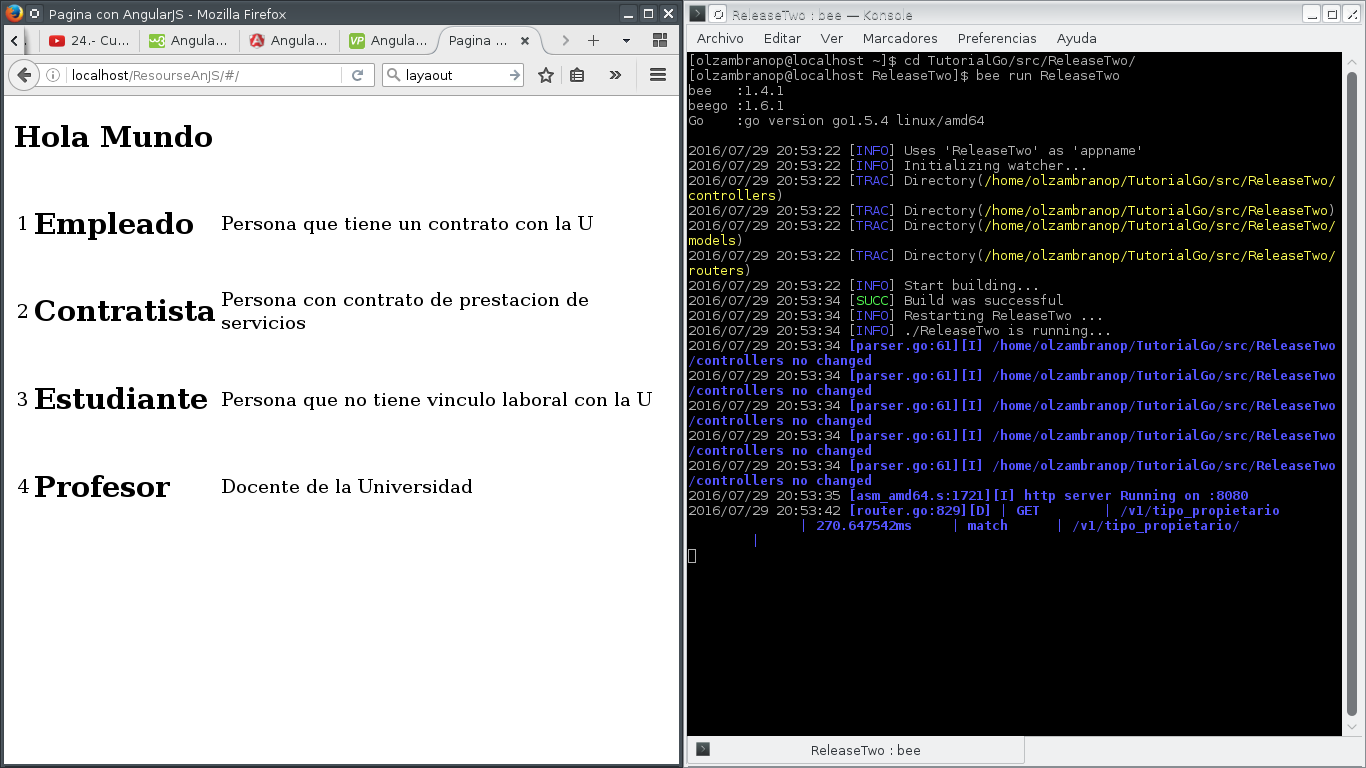 Pagina con AngularJS - Mozilla Firefox
24.- Cu...
Angula...
Angula...
Angula...
Pagina ...
localhost/ResourseAnJS/#/
layaout
Hola Mundo
1 Empleado Persona que tiene un contrato con la U
2 Contratista Persona con contrato de prestacion de
servicios
3 Estudiante Persona que no tiene vinculo laboral con la U
4 Profesor Docente de la Universidad
ReleaseTwo : bee — Konsole
Archivo Editar Ver Marcadores Preferencias Ayuda
[olzambranop@localhost ~]$ cd TutorialGo/src/ReleaseTwo/
[olzambranop@localhost ReleaseTwo]$ bee run ReleaseTwo
bee :1.4.1
beego :1.6.1
Go :go version go1.5.4 linux/amd64
2016/07/29 20:53:22 [INFO] Uses 'ReleaseTwo' as 'appname'
2016/07/29 20:53:22 [INFO] Initializing watcher...
2016/07/29 20:53:22 [TRAC] Directory(/home/olzambranop/TutorialGo/src/ReleaseTwo/
controllers)
2016/07/29 20:53:22 [TRAC] Directory(/home/olzambranop/TutorialGo/src/ReleaseTwo)
2016/07/29 20:53:22 [TRAC] Directory(/home/olzambranop/TutorialGo/src/ReleaseTwo/
models)
2016/07/29 20:53:22 [TRAC] Directory(/home/olzambranop/TutorialGo/src/ReleaseTwo/
routers)
2016/07/29 20:53:22 [INFO] Start building...
2016/07/29 20:53:34 [SUCC] Build was successful
2016/07/29 20:53:34 [INFO] Restarting ReleaseTwo ...
2016/07/29 20:53:34 [INFO] ./ReleaseTwo is running...
2016/07/29 20:53:34 [parser.go:61][I] /home/olzambranop/TutorialGo/src/ReleaseTwo
/controllers no changed
2016/07/29 20:53:34 [parser.go:61][I] /home/olzambranop/TutorialGo/src/ReleaseTwo
/controllers no changed
2016/07/29 20:53:34 [parser.go:61][I] /home/olzambranop/TutorialGo/src/ReleaseTwo
/controllers no changed
2016/07/29 20:53:34 [parser.go:61][I] /home/olzambranop/TutorialGo/src/ReleaseTwo
/controllers no changed
2016/07/29 20:53:34 [parser.go:61][I] /home/olzambranop/TutorialGo/src/ReleaseTwo
/controllers no changed
2016/07/29 20:53:35 [asm_amd64.s:1721][I] http server Running on :8080
2016/07/29 20:53:42 [router.go:829][D] | GET | /v1/tipo_propietario
| 270.647542ms | match | /v1/tipo_propietario/
|
ReleaseTwo : bee